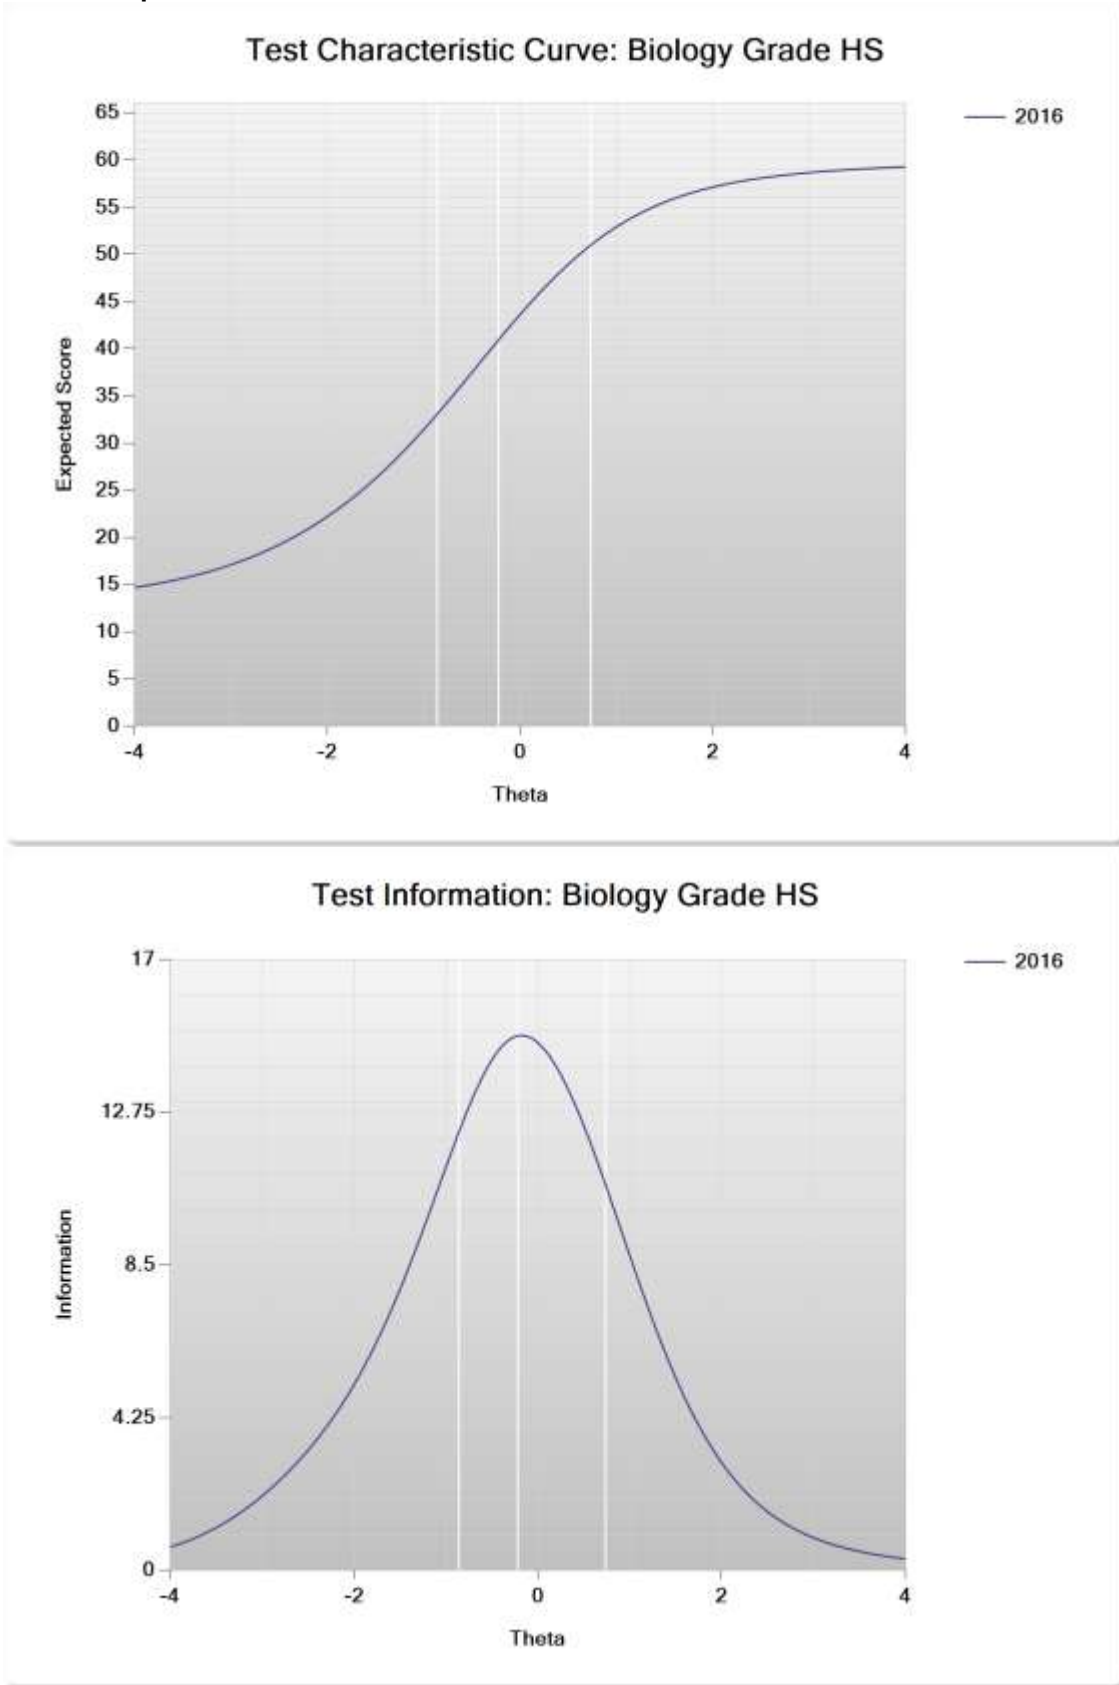 Test Characteristic Curve: Biology Grade HS
2016
65
60
55
50
45
40
35
30
25
20
15
10
5
0
Expected Score
-4 -2 0 2 4
Theta
Test Information: Biology Grade HS
2016
17
12.75
8.5
4.25
0
Information
-4 -2 0 2 4
Theta